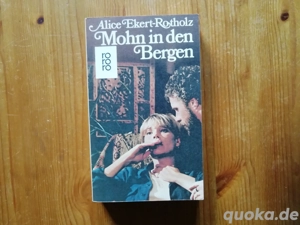 Alice Ekert-Rotholz
Mohn in den
Bergen
rororo
quoka.de